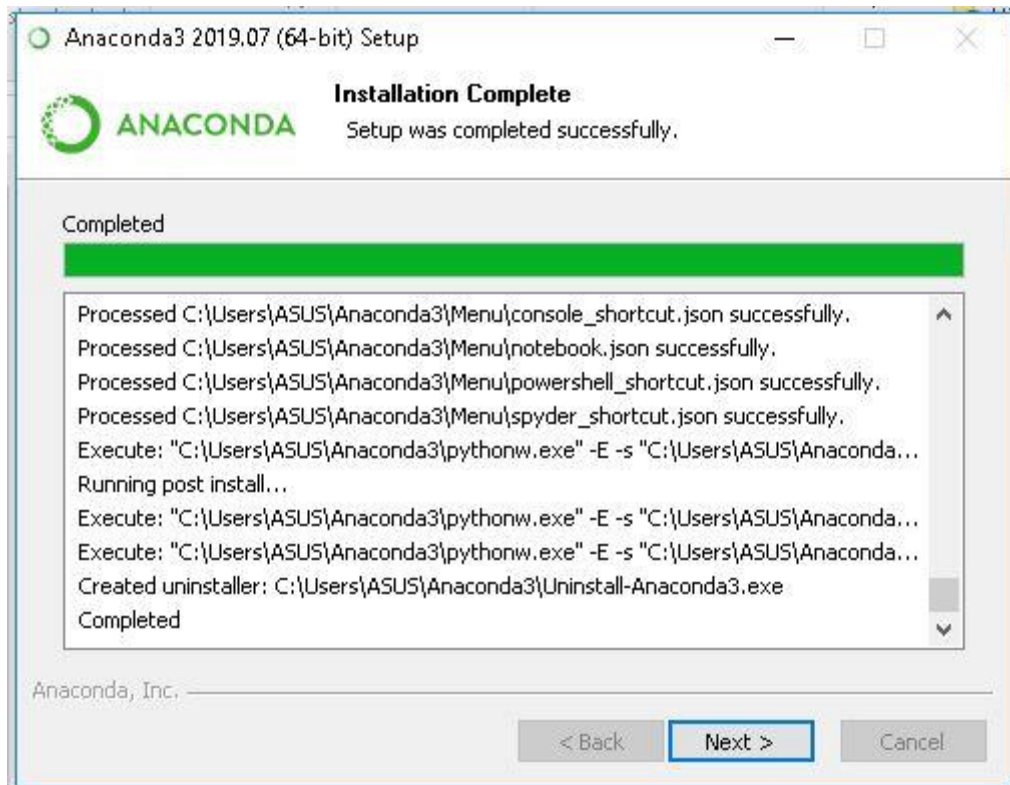 Anaconda3 2019.07 (64-bit) Setup
ANACONDA
Installation Complete
Setup was completed successfully.
Completed
Processed C:\Users\ASUS\Anaconda3\Menu\console_shortcut.json successfully.
Processed C:\Users\ASUS\Anaconda3\Menu\notebook.json successfully.
Processed C:\Users\ASUS\Anaconda3\Menu\powershell_shortcut.json successfully.
Processed C:\Users\ASUS\Anaconda3\Menu\spyder_shortcut.json successfully.
Execute: "C:\Users\ASUS\Anaconda3\pythonw.exe" -E -s "C:\Users\ASUS\Anaconda...
Running post install...
Execute: "C:\Users\ASUS\Anaconda3\pythonw.exe" -E -s "C:\Users\ASUS\Anaconda...
Execute: "C:\Users\ASUS\Anaconda3\pythonw.exe" -E -s "C:\Users\ASUS\Anaconda...
Created uninstaller: C:\Users\ASUS\Anaconda3\Uninstall-Anaconda3.exe
Completed
Anaconda, Inc.
< Back Next > Cancel